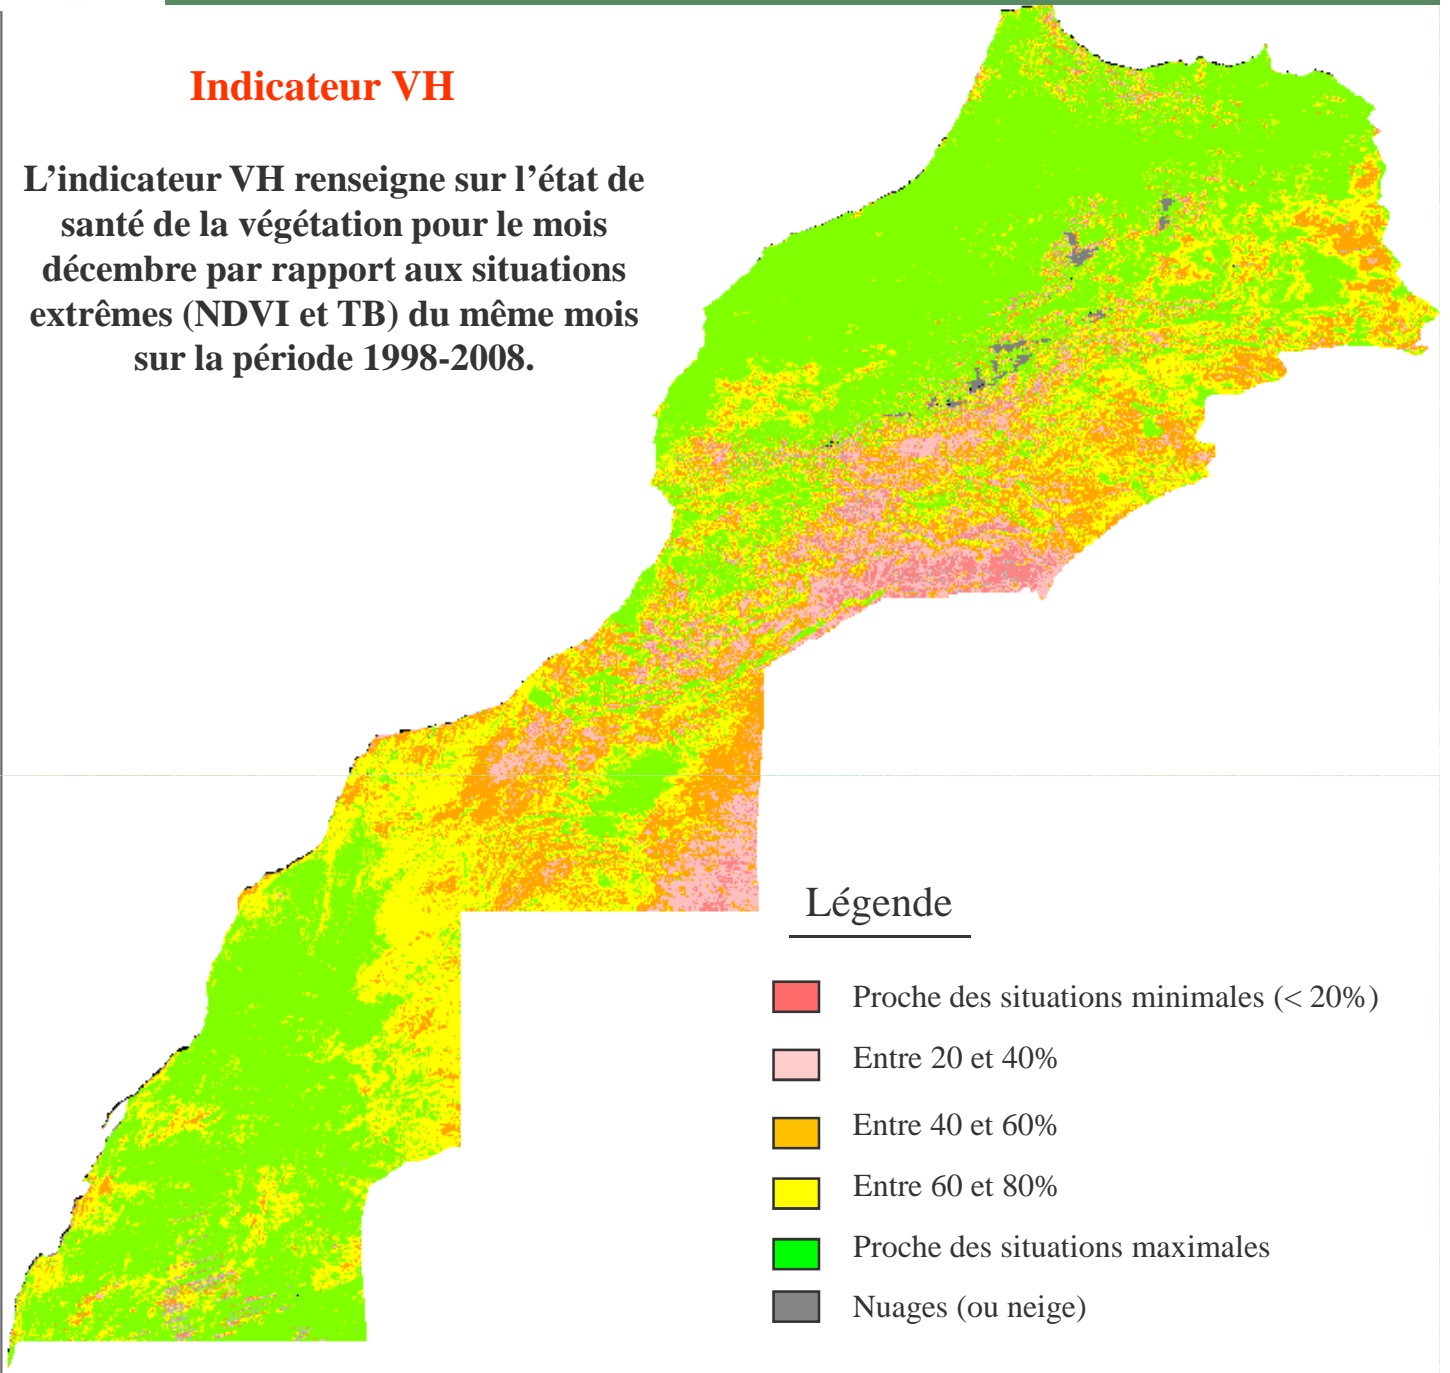 Indicateur VH
L’indicateur VH renseigne sur l’état de
santé de la végétation pour le mois
décembre par rapport aux situations
extrêmes (NDVI et TB) du même mois
sur la période 1998-2008.
Légende
Proche des situations minimales (< 20%)
Entre 20 et 40%
Entre 40 et 60%
Entre 60 et 80%
Proche des situations maximales
Nuages (ou neige)